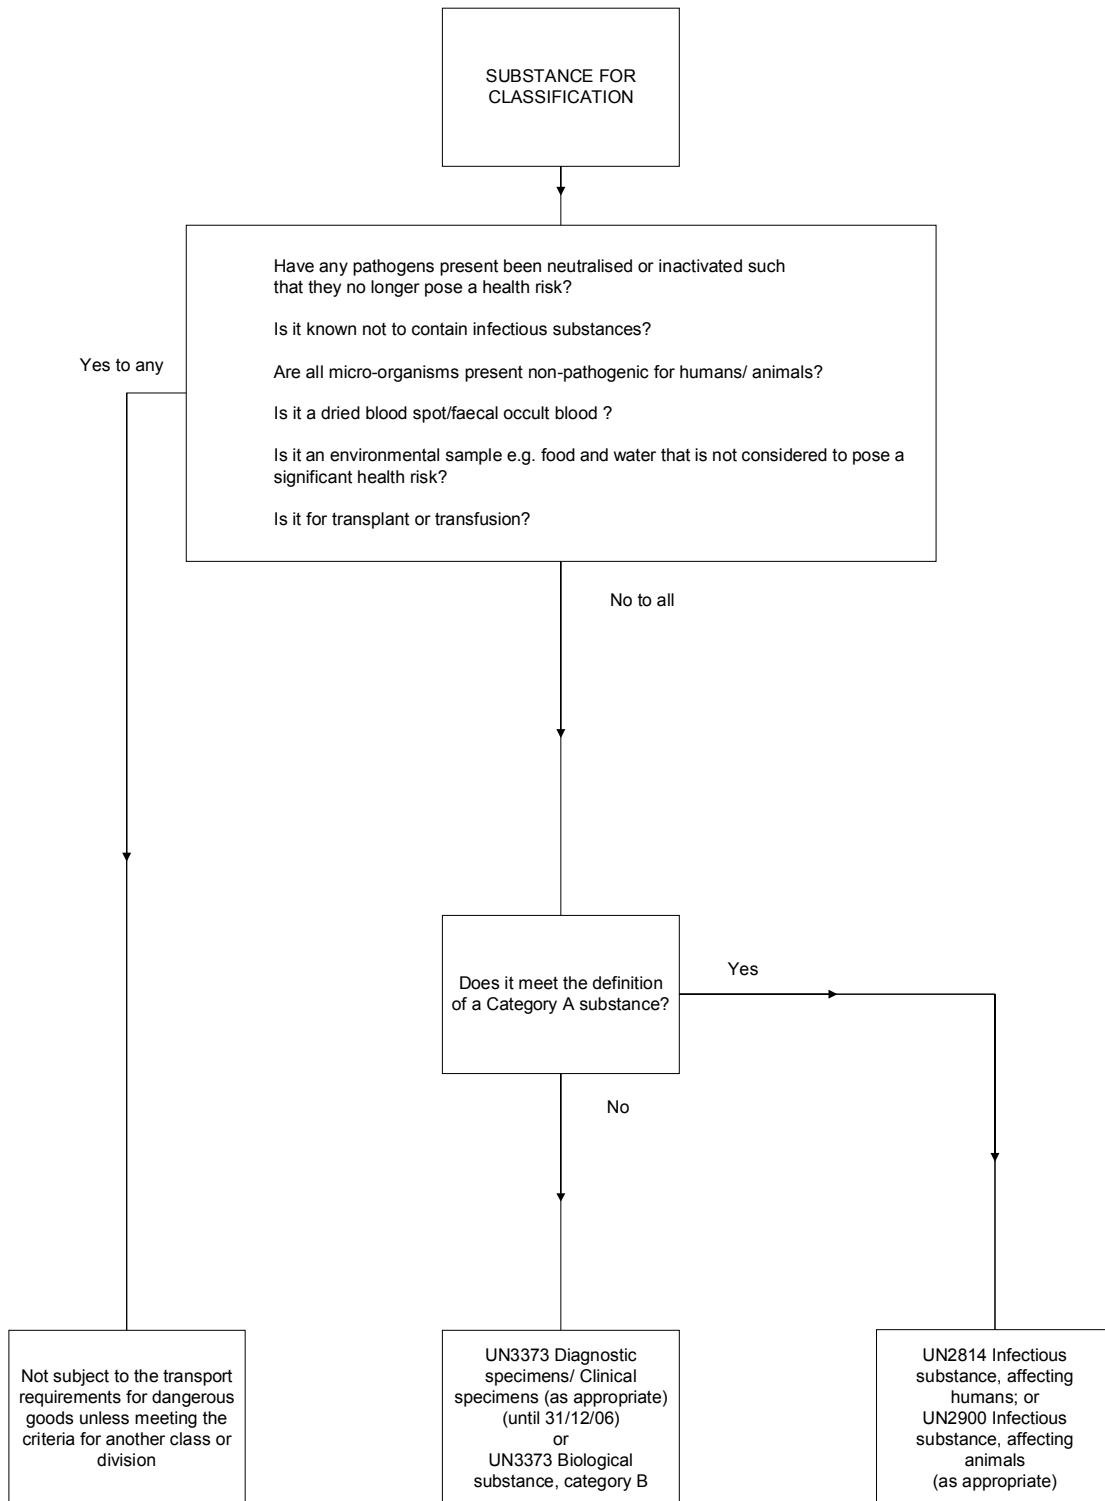 SUBSTANCE FOR
CLASSIFICATION
Have any pathogens present been neutralised or inactivated such
that they no longer pose a health risk?
Is it known not to contain infectious substances?
Yes to any
Are all micro-organisms present non-pathogenic for humans/ animals?
Is it a dried blood spot/faecal occult blood ?
Is it an environmental sample e.g. food and water that is not considered to pose a
significant health risk?
Is it for transplant or transfusion?
No to all
Does it meet the definition
of a Category A substance?
Yes
No
Not subject to the transport
requirements for dangerous
goods unless meeting the
criteria for another class or
division
UN3373 Diagnostic
specimens/ Clinical
specimens (as appropriate)
(until 31/12/06)
or
UN3373 Biological
substance, category B
UN2814 Infectious
substance, affecting
humans; or
UN2900 Infectious
substance, affecting
animals
(as appropriate)